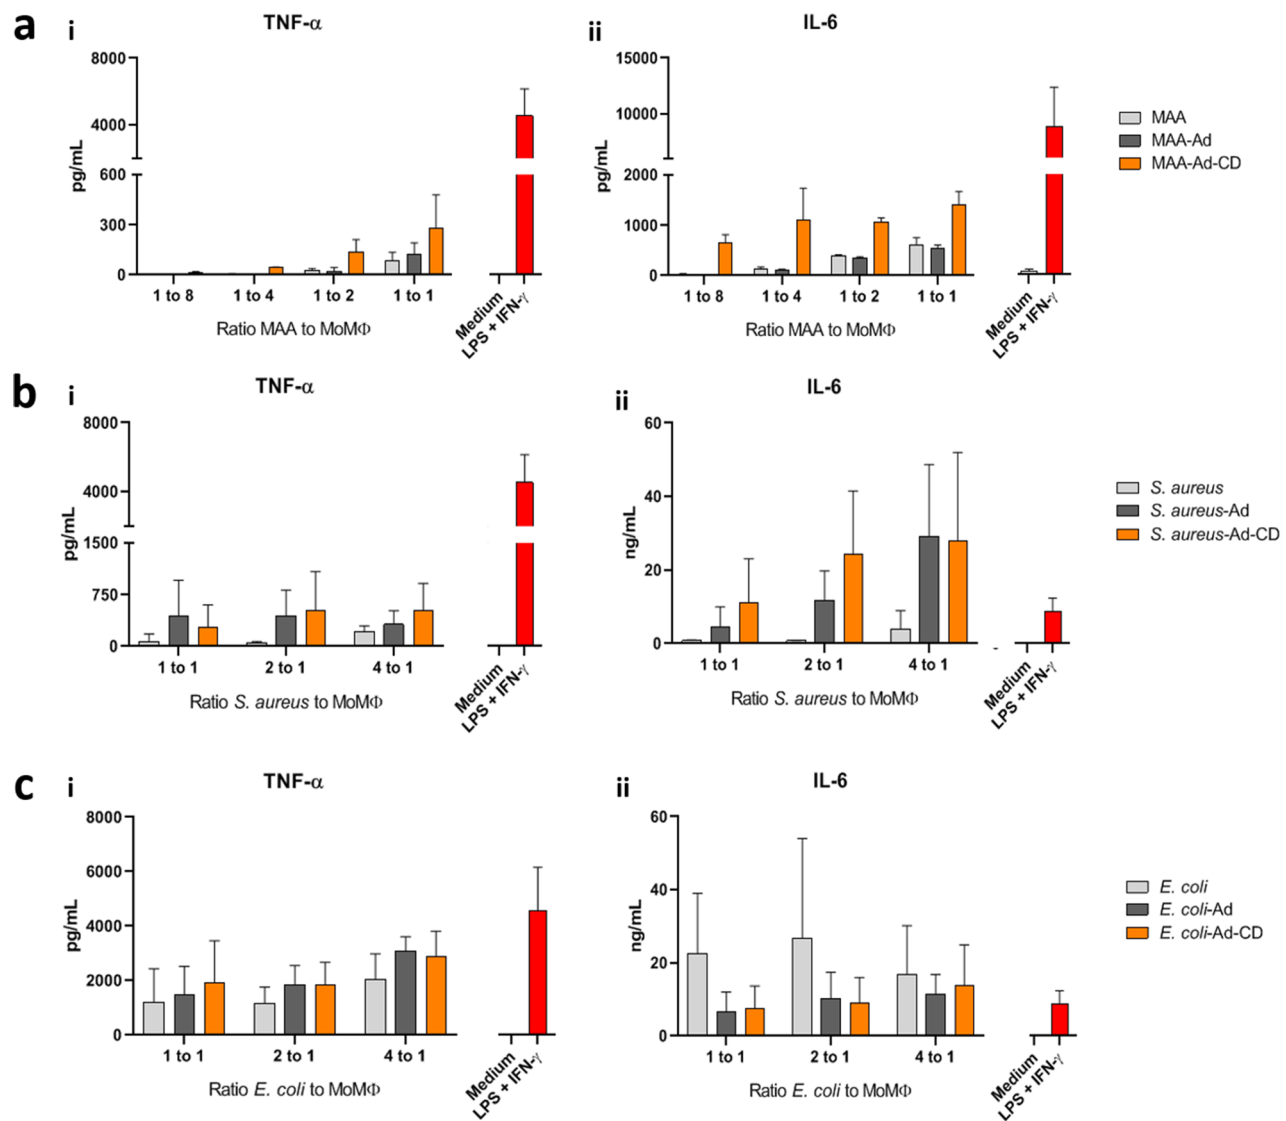 a
i
TNF-α
8000
4000
600
300
0
pg/mL
1 to 8
1 to 4
1 to 2
1 to 1
Ratio MAA to MoMΦ
Medium
LPS + IFN-γ
ii
IL-6
15000
10000
2000
1000
0
pg/mL
1 to 8
1 to 4
1 to 2
1 to 1
Ratio MAA to MoMΦ
Medium
LPS + IFN-γ
MAA
MAA-Ad
MAA-Ad-CD
b
i
TNF-α
8000
4000
1500
750
0
pg/mL
1 to 1
2 to 1
4 to 1
Ratio S. aureus to MoMΦ
Medium
LPS + IFN-γ
ii
IL-6
60
40
20
0
ng/mL
1 to 1
2 to 1
4 to 1
Ratio S. aureus to MoMΦ
Medium
LPS + IFN-γ
S. aureus
S. aureus-Ad
S. aureus-Ad-CD
c
i
TNF-α
8000
6000
4000
2000
0
pg/mL
1 to 1
2 to 1
4 to 1
Ratio E. coli to MoMΦ
Medium
LPS + IFN-γ
ii
IL-6
60
40
20
0
ng/mL
1 to 1
2 to 1
4 to 1
Ratio E. coli to MoMΦ
Medium
LPS + IFN-γ
E. coli
E. coli-Ad
E. coli-Ad-CD